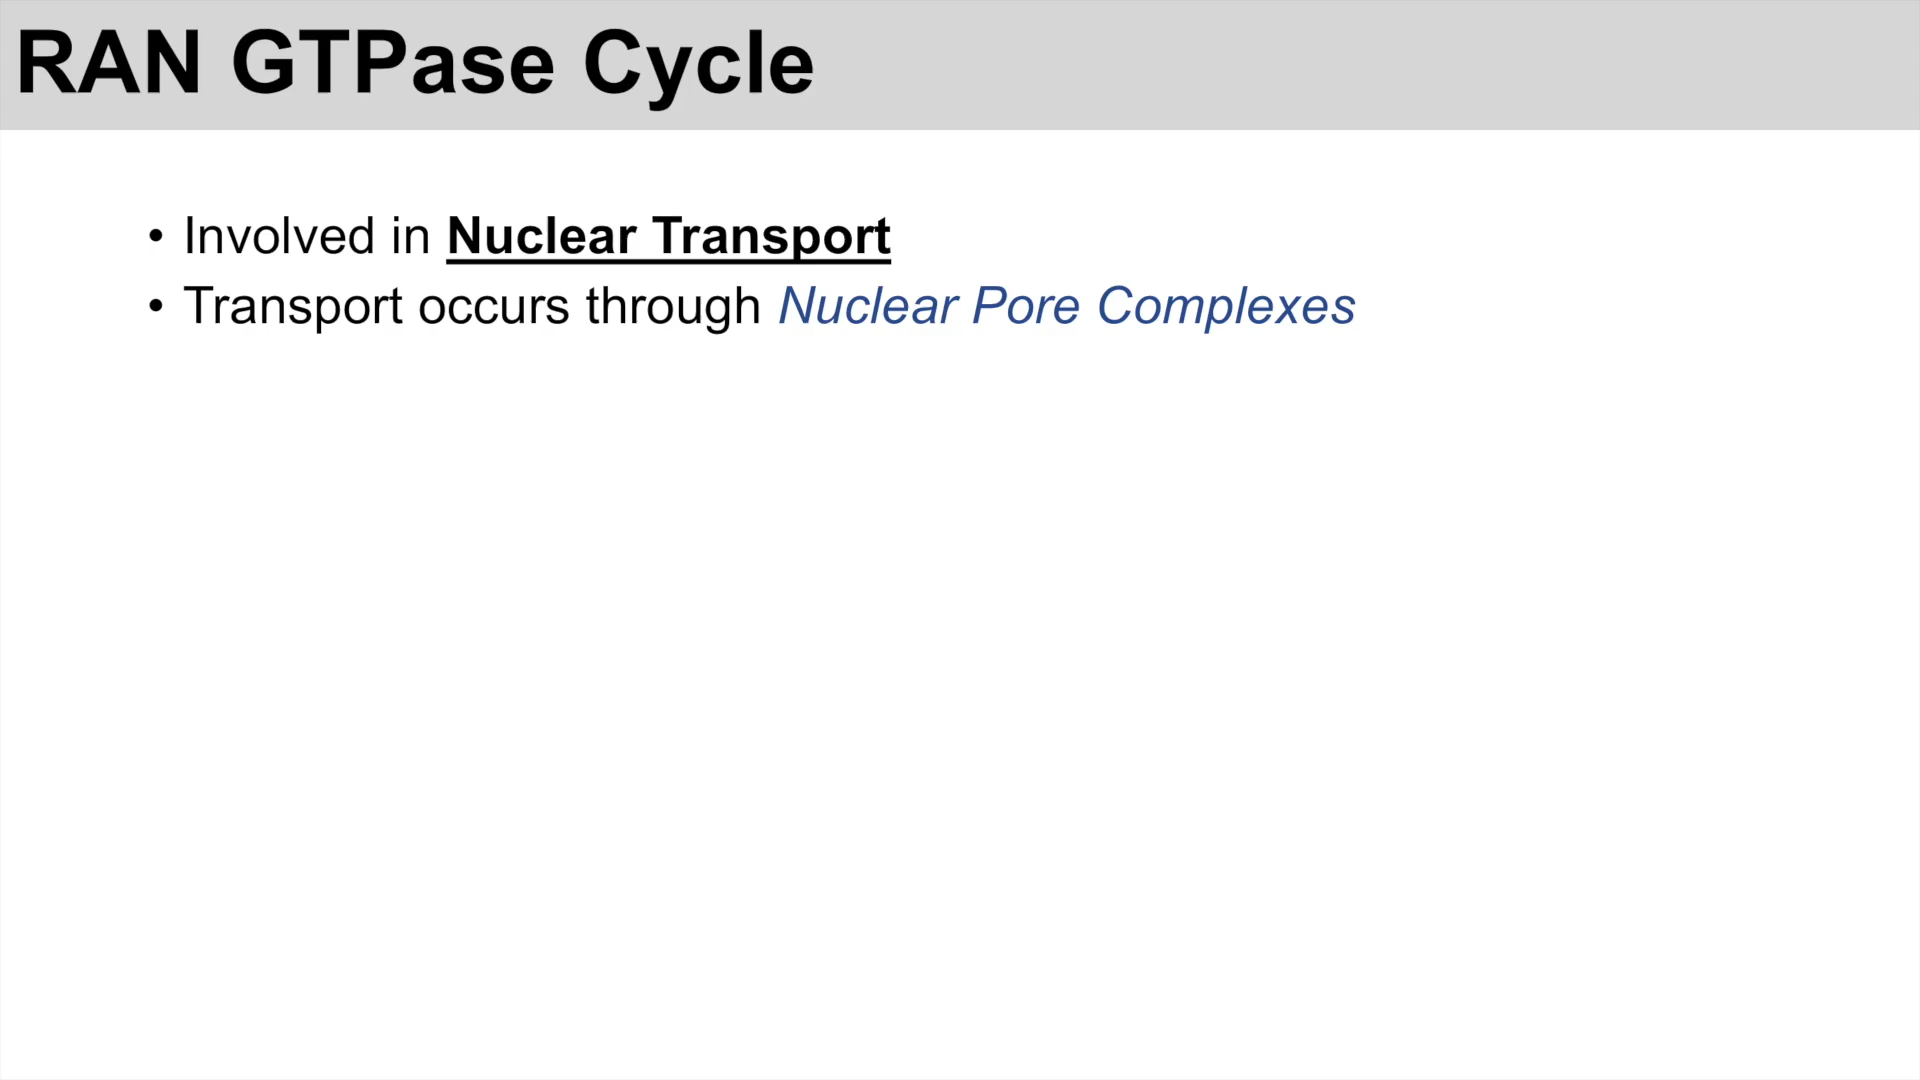 RAN GTPase Cycle
• Involved in Nuclear Transport
• Transport occurs through Nuclear Pore Complexes